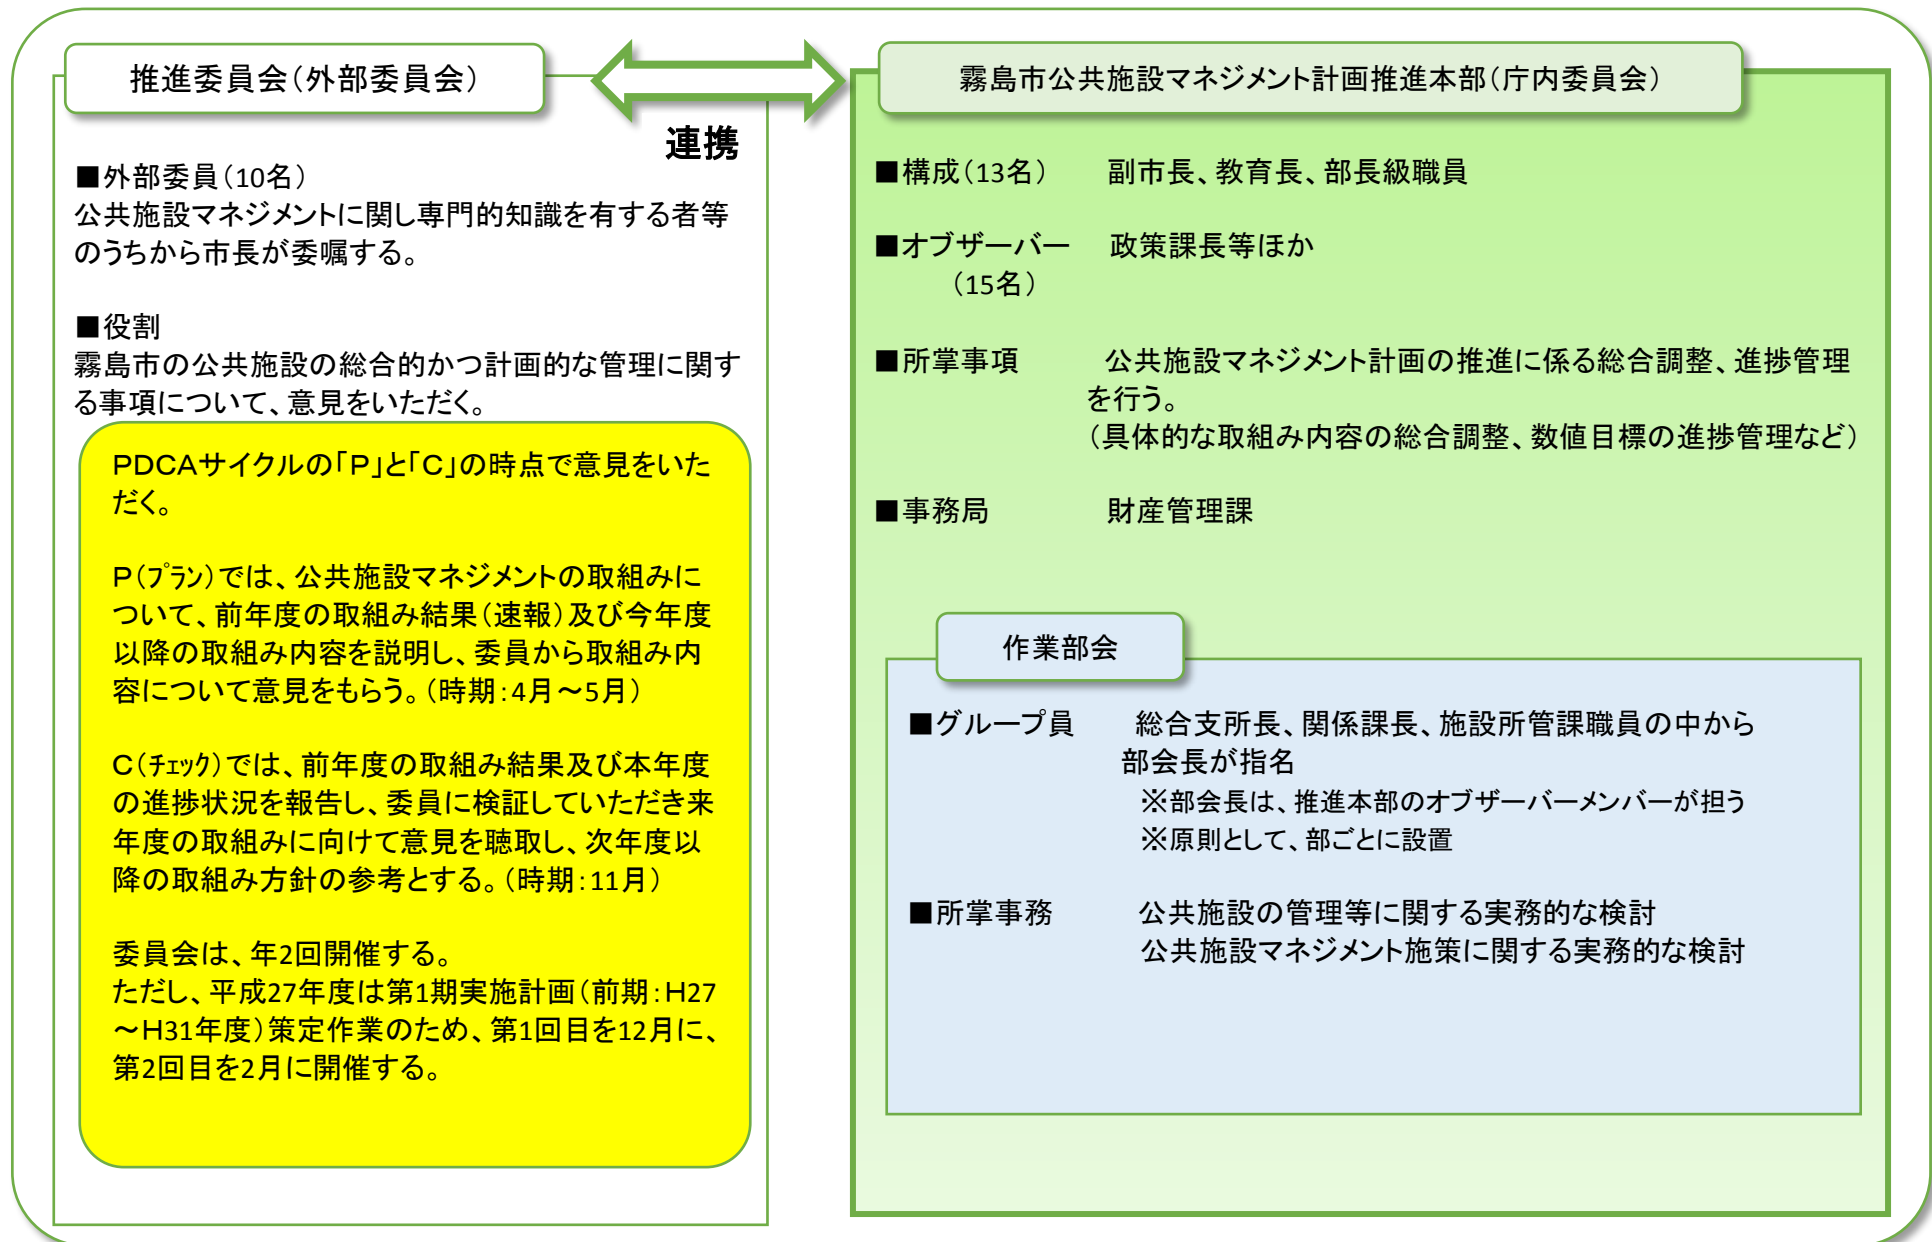 推進委員会（外部委員会）
連携
■外部委員（10名）
公共施設マネジメントに関し専門的知識を有する者等
のうちから市長が委嘱する。
■役割
霧島市の公共施設の総合的かつ計画的な管理に関す
る事項について、意見をいただく。
ＰＤＣＡサイクルの「Ｐ」と「Ｃ」の時点で意見をいた
だく。
Ｐ（ﾌﾟﾗﾝ）では、公共施設マネジメントの取組みに
ついて、前年度の取組み結果（速報）及び今年度
以降の取組み内容を説明し、委員から取組み内
容について意見をもらう。（時期：4月～5月）
Ｃ（ﾁｪｯｸ）では、前年度の取組み結果及び本年度
の進捗状況を報告し、委員に検証していただき来
年度の取組みに向けて意見を聴取し、次年度以
降の取組み方針の参考とする。（時期：11月）
委員会は、年2回開催する。
ただし、平成27年度は第1期実施計画（前期：Ｈ27
～Ｈ31年度）策定作業のため、第1回目を12月に、
第2回目を2月に開催する。
霧島市公共施設マネジメント計画推進本部（庁内委員会）
■構成（13名）　副市長、教育長、部長級職員
■オブザーバー　政策課長等ほか
（15名）
■所掌事項　公共施設マネジメント計画の推進に係る総合調整、進捗管理
を行う。
（具体的な取組み内容の総合調整、数値目標の進捗管理など）
■事務局　財産管理課
作業部会
■グループ員　総合支所長、関係課長、施設所管課職員の中から
部会長が指名
※部会長は、推進本部のオブザーバーメンバーが担う
※原則として、部ごとに設置
■所掌事務　公共施設の管理等に関する実務的な検討
公共施設マネジメント施策に関する実務的な検討